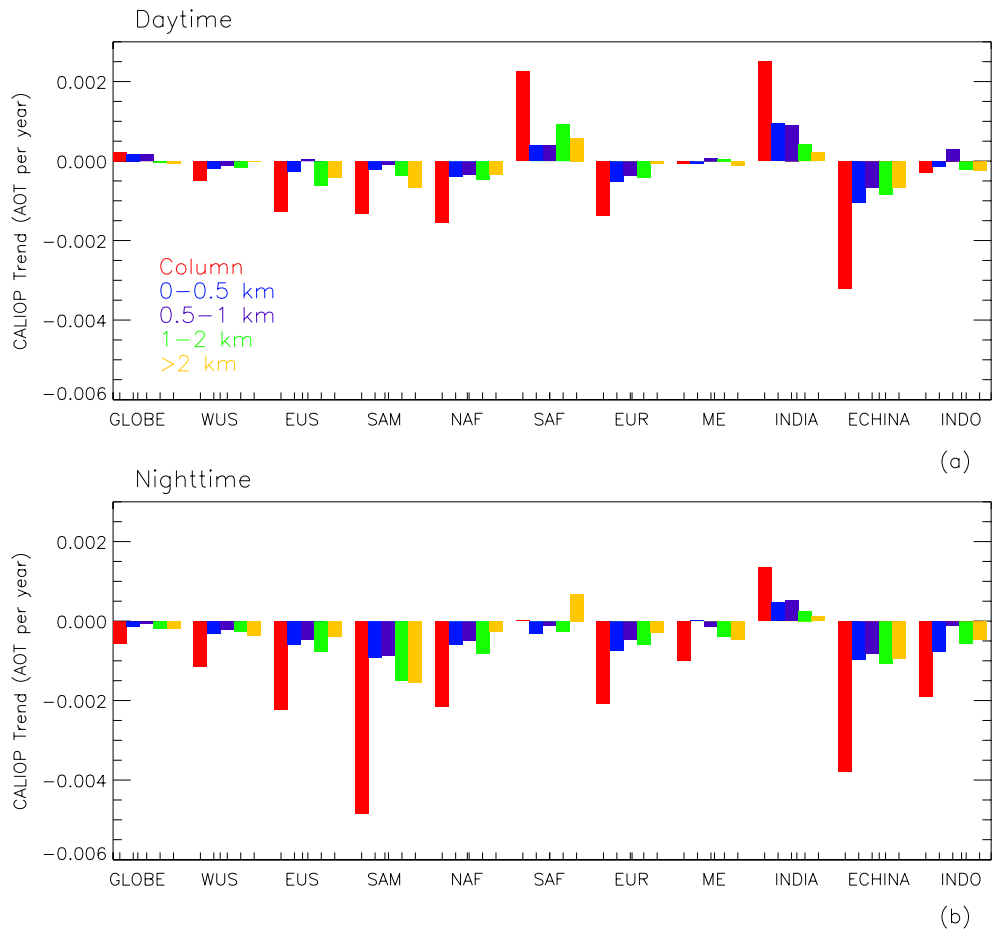 Daytime
CALIOP Trend (AOT per year)
0.002
0.000
−0.002
−0.004
−0.006
Column
0−0.5 km
0.5−1 km
1−2 km
>2 km
GLOBE WUS EUS SAM NAF SAF EUR ME INDIA ECHINA INDO
(a)
Nighttime
CALIOP Trend (AOT per year)
0.002
0.000
−0.002
−0.004
−0.006
GLOBE WUS EUS SAM NAF SAF EUR ME INDIA ECHINA INDO
(b)